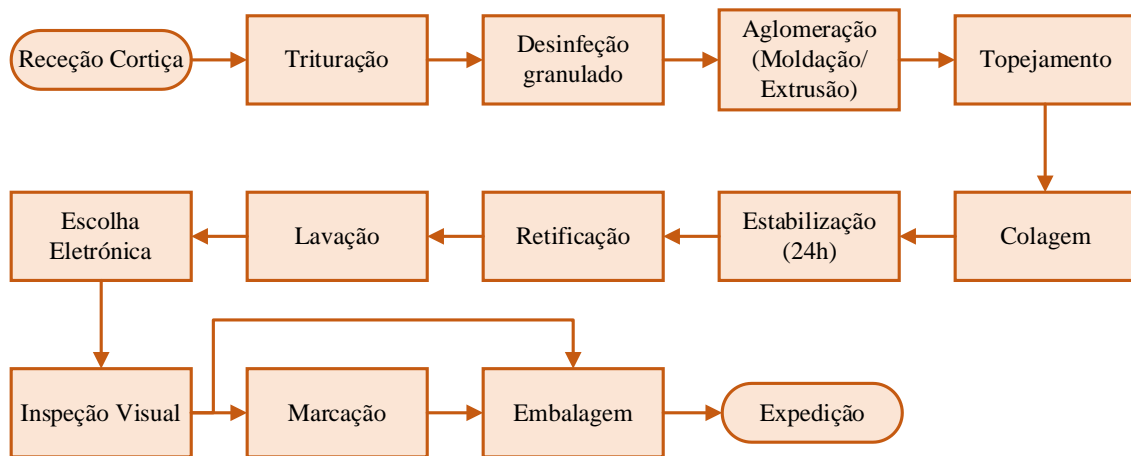 Receção Cortiça
Trituração
Desinfeção
granulado
Aglomeração
(Moldação/
Extrusão)
Topejamento
Colagem
Estabilização
(24h)
Retificação
Lavação
Escolha
Eletrónica
Inspeção Visual
Marcação
Embalagem
Expedição